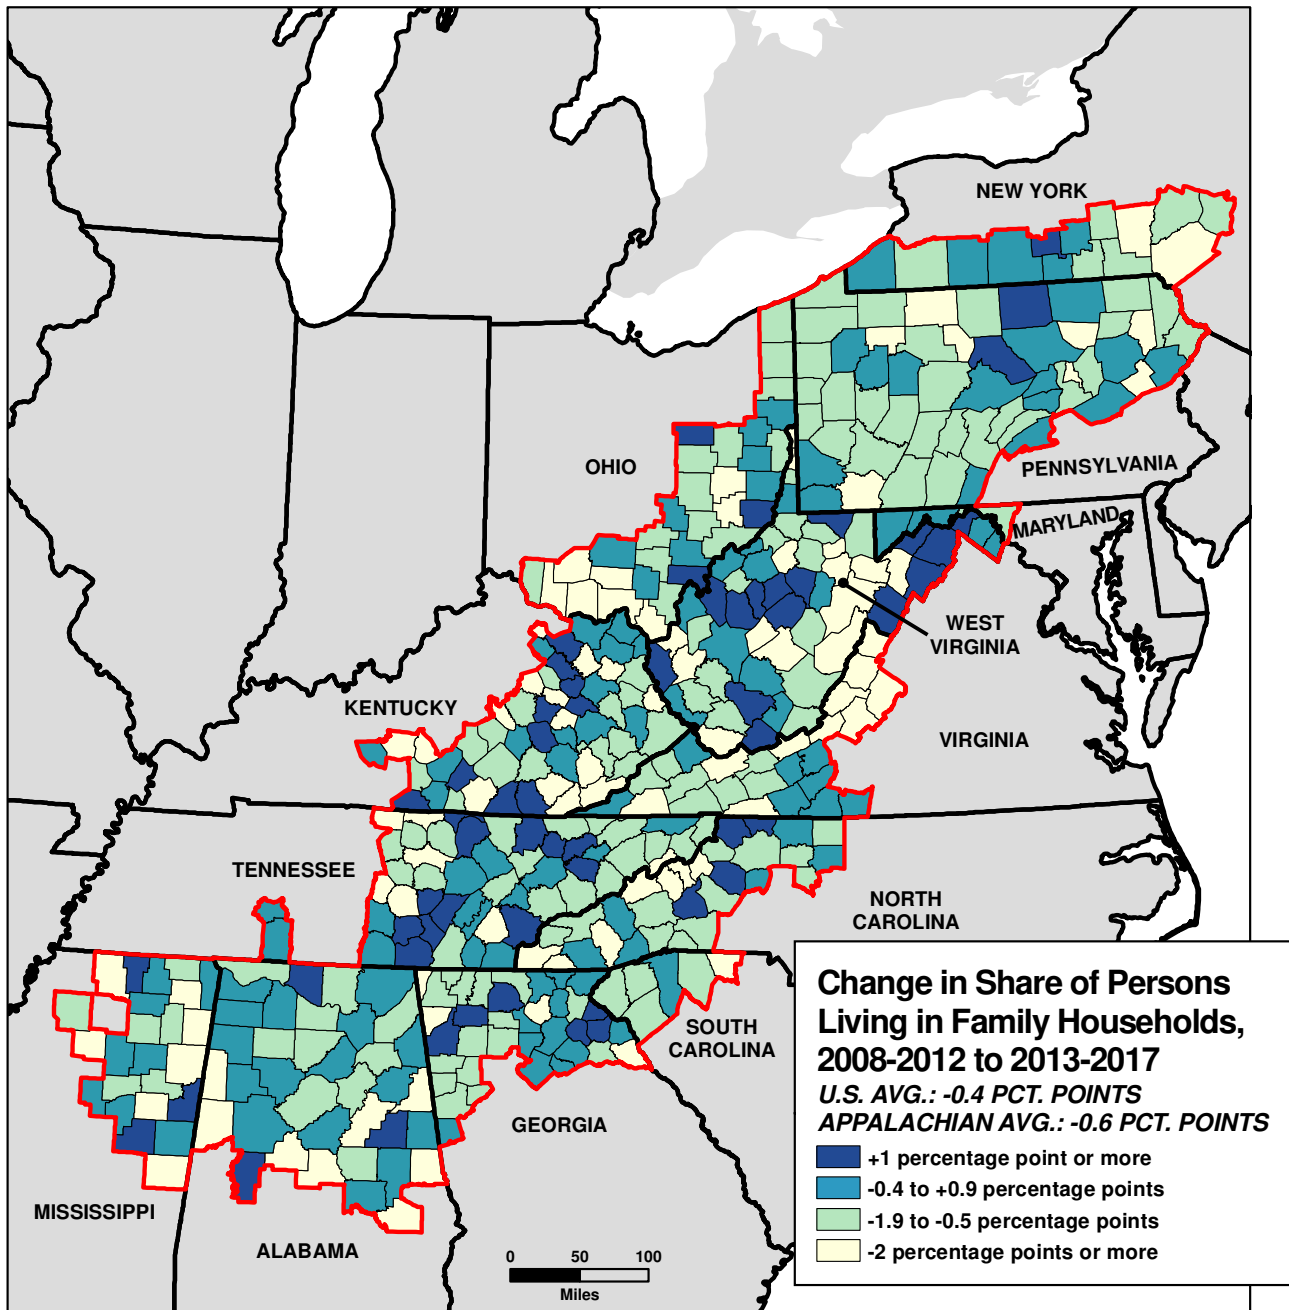 NEW YORK
OHIO
PENNSYLVANIA
MARYLAND
WEST
VIRGINIA
KENTUCKY
VIRGINIA
TENNESSEE
NORTH
CAROLINA
SOUTH
CAROLINA
GEORGIA
MISSISSIPPI
ALABAMA
Change in Share of Persons
Living in Family Households,
2008-2012 to 2013-2017
U.S. AVG.: -0.4 PCT. POINTS
APPALACHIAN AVG.: -0.6 PCT. POINTS
+1 percentage point or more
-0.4 to +0.9 percentage points
-1.9 to -0.5 percentage points
-2 percentage points or more
0 50 100
Miles